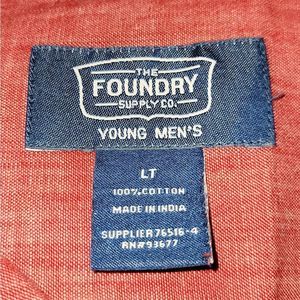 THE
FOUNDRY
SUPPLY CO.
YOUNG MEN'S
LT
100% COTTON
MADE IN INDIA
SUPPLIER 76516-4
RN#93677